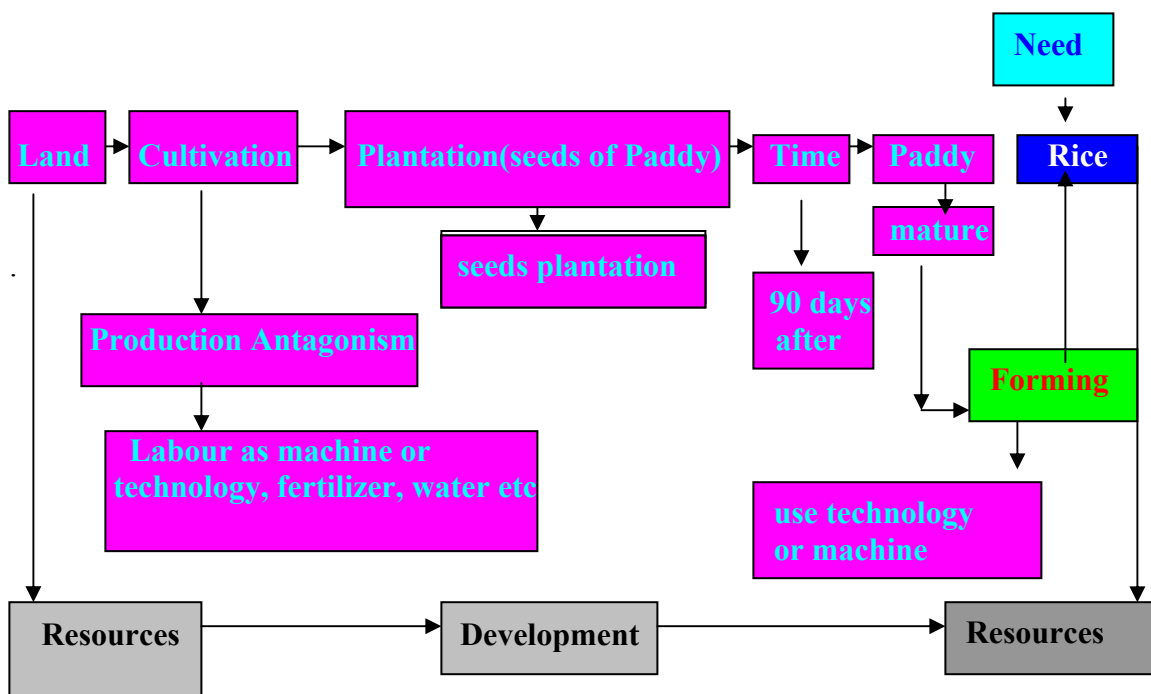 Need
Land
Cultivation
Plantation(seeds of Paddy)
Time
Paddy
Rice
mature
seeds plantation
90 days
after
Production Antagonism
Forming
Labour as machine or
technology, fertilizer, water etc
use technology
or machine
Resources
Development
Resources